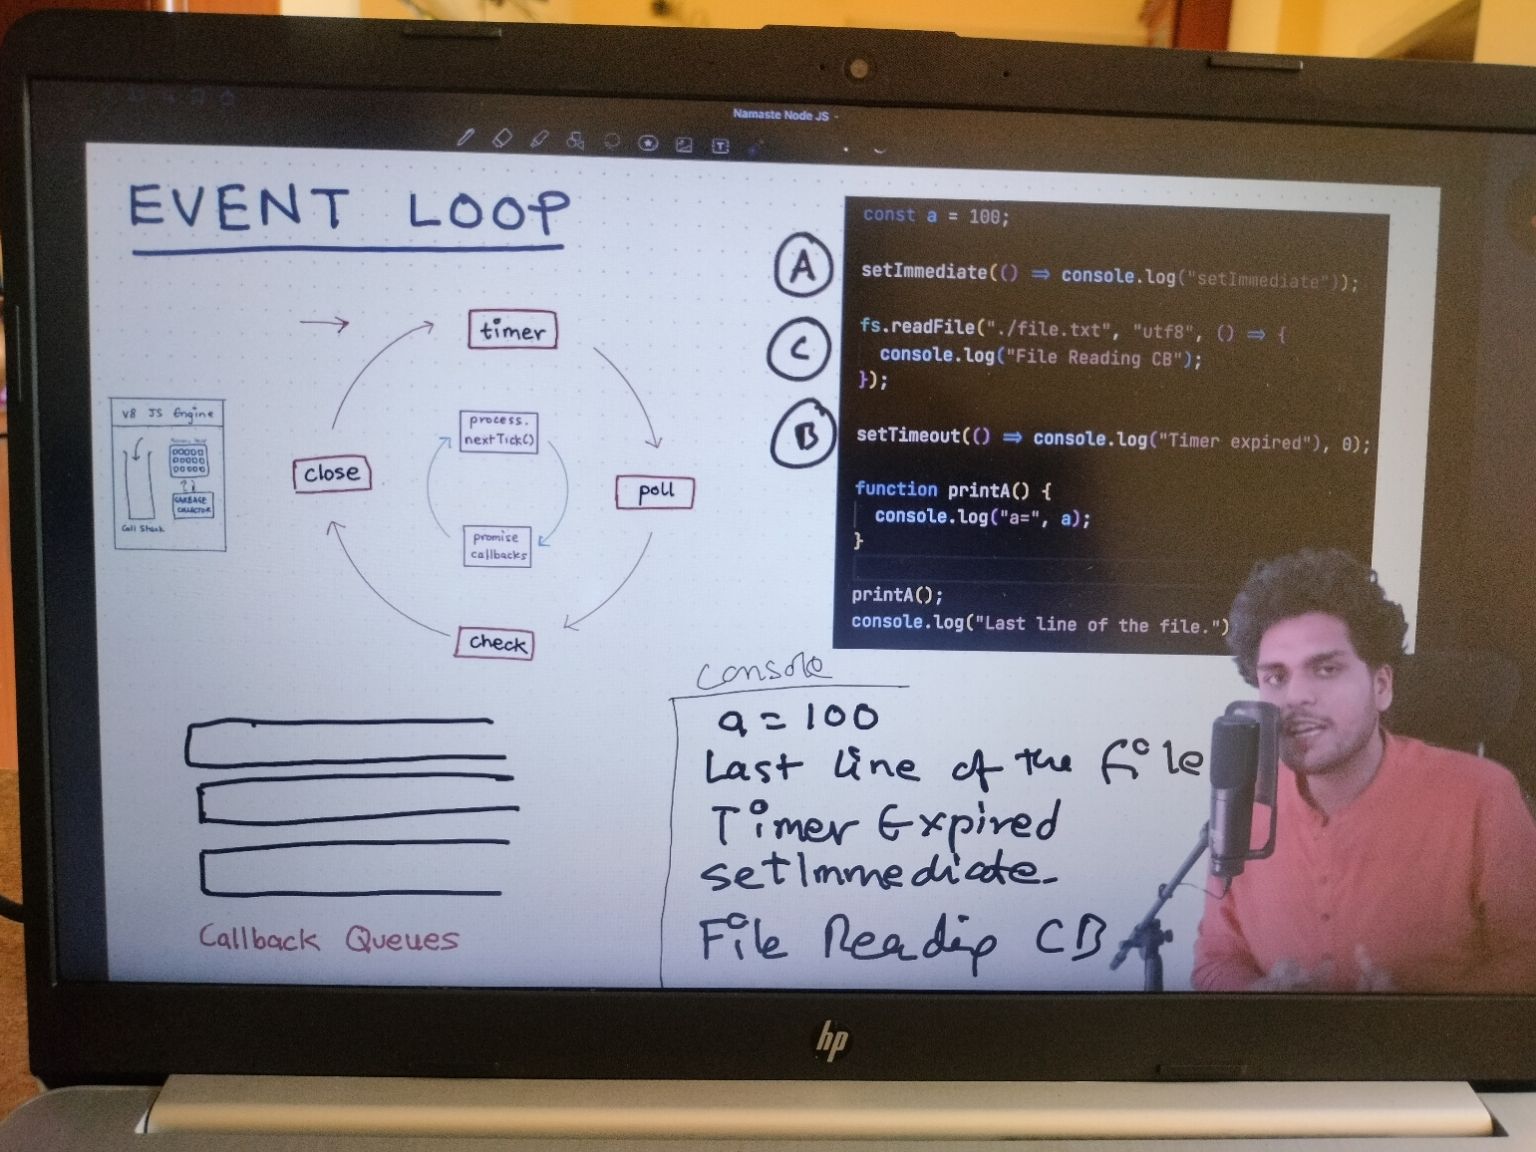 Namaste Node JS
EVENT LOOP
timer
process.
nextTick()
close
poll
promise
callbacks
check
V8 JS Engine
GARBAGE
COLLECTOR
Call Stack
Callback Queues
A
C
B
const a = 100;
setImmediate(() => console.log("setImmediate"));
fs.readFile("./file.txt", "utf8", () => {
console.log("File Reading CB");
});
setTimeout(() => console.log("Timer expired"), 0);
function printA() {
console.log("a=", a);
}
printA();
console.log("Last line of the file.")
Console
a = 100
Last line of the file
Timer Expired
setImmediate
File Reading CB
hp